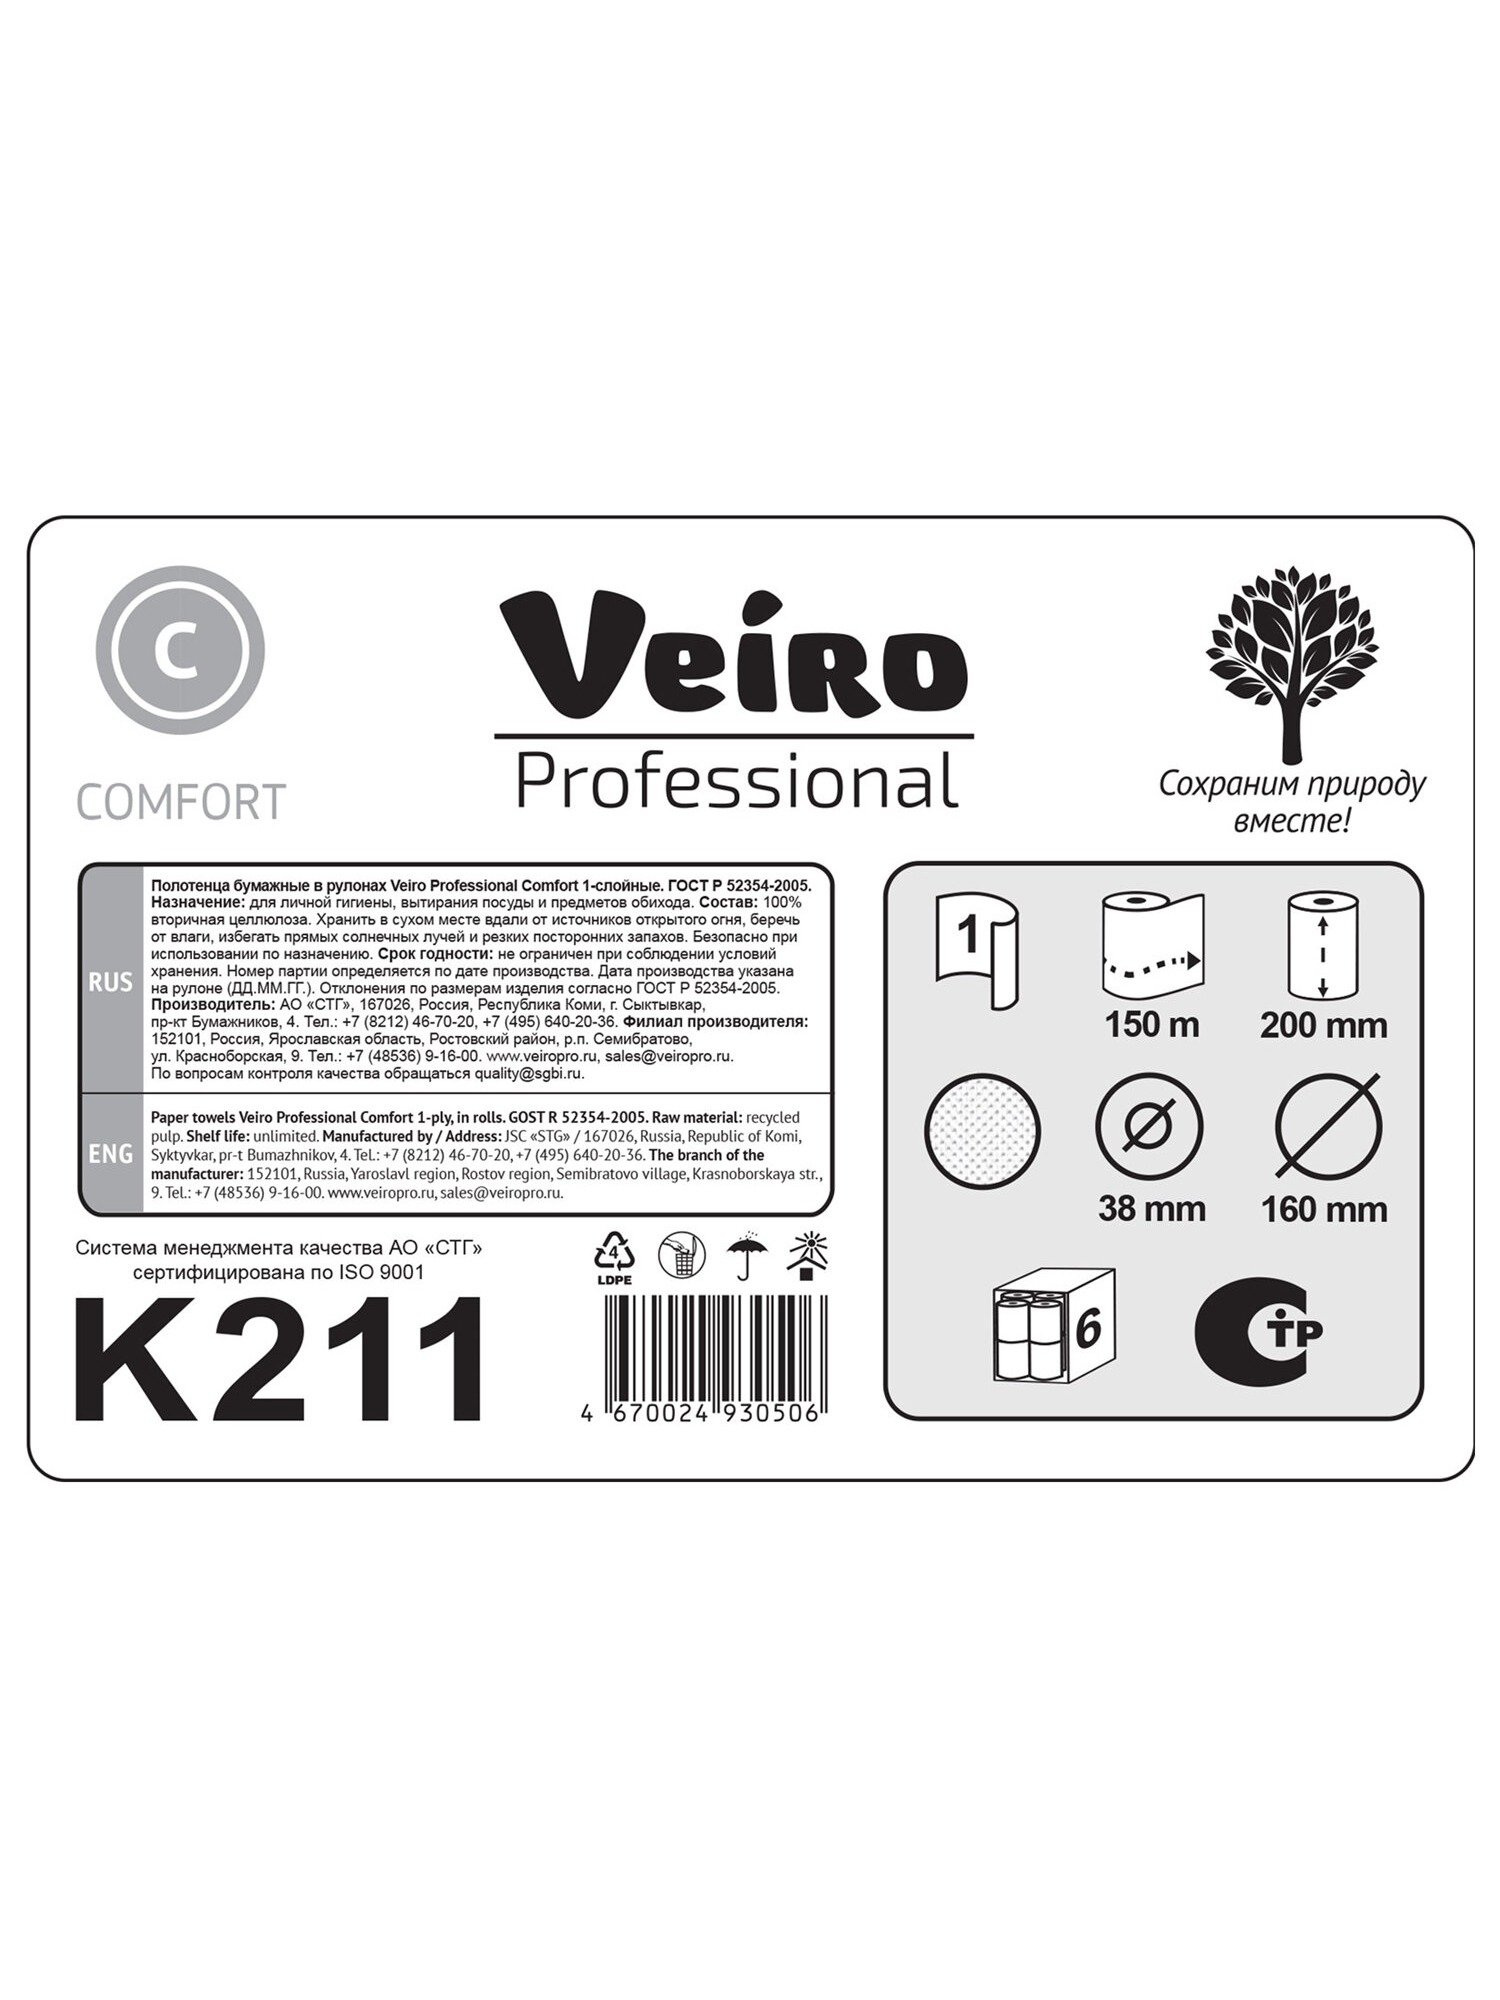 C
COMFORT
Veiro
Professional
Сохраним природу
вместе!
RUS
Полотенца бумажные в рулонах Veiro Professional Comfort 1-слойные. ГОСТ Р 52354-2005.
Назначение: для личной гигиены, вытирания посуды и предметов обихода. Состав: 100%
вторичная целлюлоза. Хранить в сухом месте вдали от источников открытого огня, беречь
от влаги, избегать прямых солнечных лучей и резких посторонних запахов. Безопасно при
использовании по назначению. Срок годности: не ограничен при соблюдении условий
хранения. Номер партии определяется по дате производства. Дата производства указана
на рулоне (ДД.ММ.ГГ.). Отклонения по размерам изделия согласно ГОСТ Р 52354-2005.
Производитель: АО «СТГ», 167026, Россия, Республика Коми, г. Сыктывкар,
пр-кт Бумажников, 4. Тел.: +7 (8212) 46-70-20, +7 (495) 640-20-36. Филиал производителя:
152101, Россия, Ярославская область, Ростовский район, р.п. Семибратово,
ул. Красноборская, 9. Тел.: +7 (48536) 9-16-00. www.veiropro.ru, sales@veiropro.ru.
По вопросам контроля качества обращаться quality@sgbi.ru.
ENG
Paper towels Veiro Professional Comfort 1-ply, in rolls. GOST R 52354-2005. Raw material: recycled
pulp. Shelf life: unlimited. Manufactured by / Address: JSC «STG» / 167026, Russia, Republic of Komi,
Syktyvkar, pr-t Bumazhnikov, 4. Tel.: +7 (8212) 46-70-20, +7 (495) 640-20-36. The branch of the
manufacturer: 152101, Russia, Yaroslavl region, Rostov region, Semibratovo village, Krasnoborskaya str.,
9. Tel.: +7 (48536) 9-16-00. www.veiropro.ru, sales@veiropro.ru.
Система менеджмента качества АО «СТГ»
сертифицирована по ISO 9001
K211
4
LDPE
4 670024 930506
1
150 m
200 mm
38 mm
160 mm
6
СТР